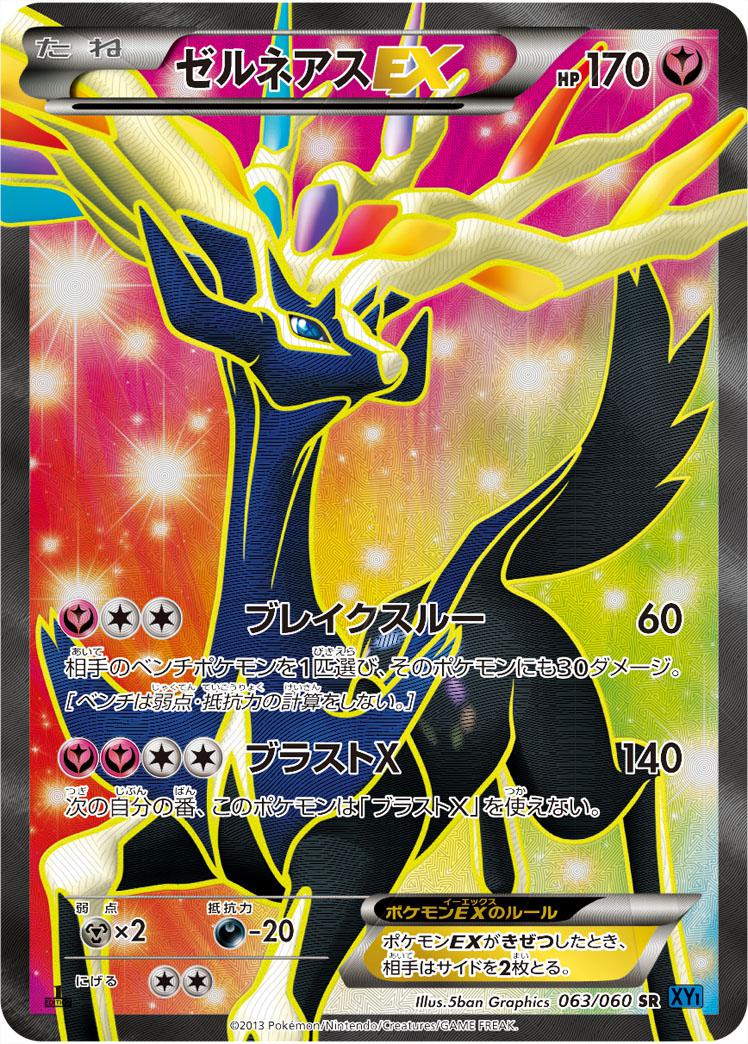 たね
ゼルネアスEX
HP170
ブレイクスルー 60
相手のベンチポケモンを1匹選び、そのポケモンにも30ダメージ。
[ベンチは弱点・抵抗力の計算をしない。]
ブラストX 140
次の自分の番、このポケモンは「ブラストX」を使えない。
弱点 抵抗力
×2 -20
にげる
ポケモンEXのルール
ポケモンEXがきぜつしたとき、
相手はサイドを2枚とる。
Illus.5ban Graphics 063/060 SR XY1
©2013 Pokémon/Nintendo/Creatures/GAME FREAK.